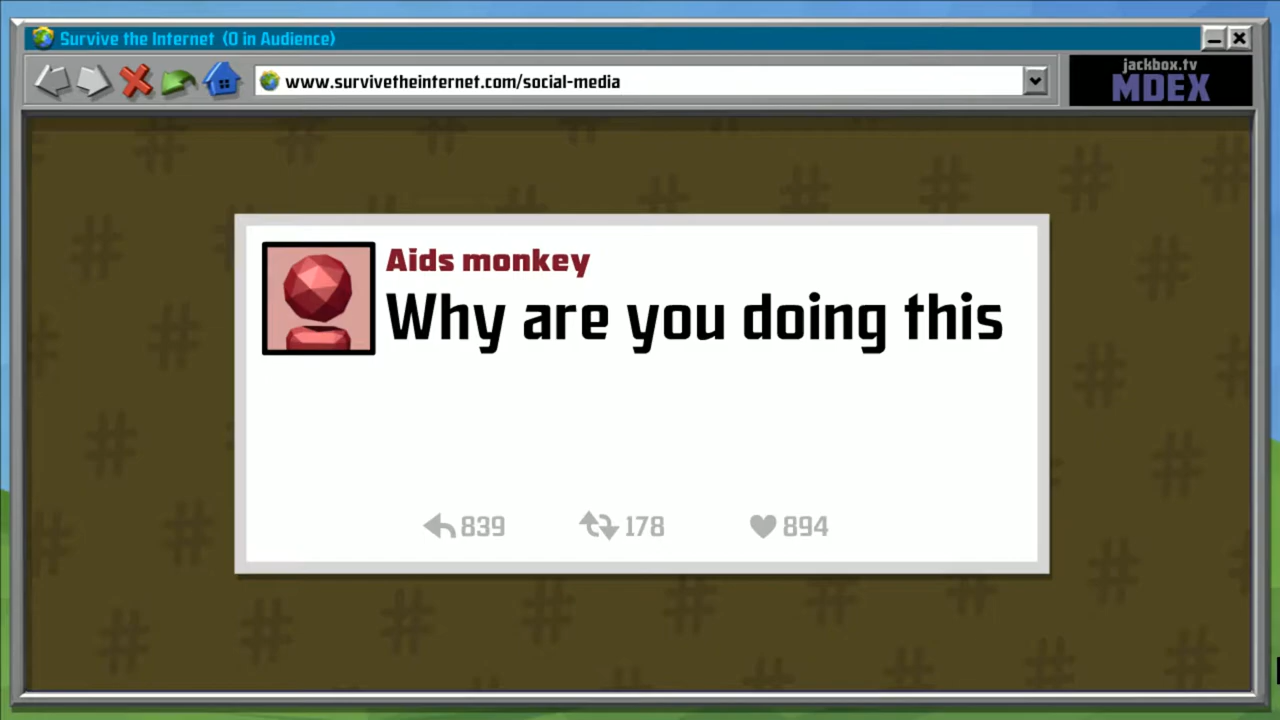 Survive the Internet (0 in Audience)
www.survivetheinternet.com/social-media
jackbox.tv
MDEX
Aids monkey
Why are you doing this
839 178 894